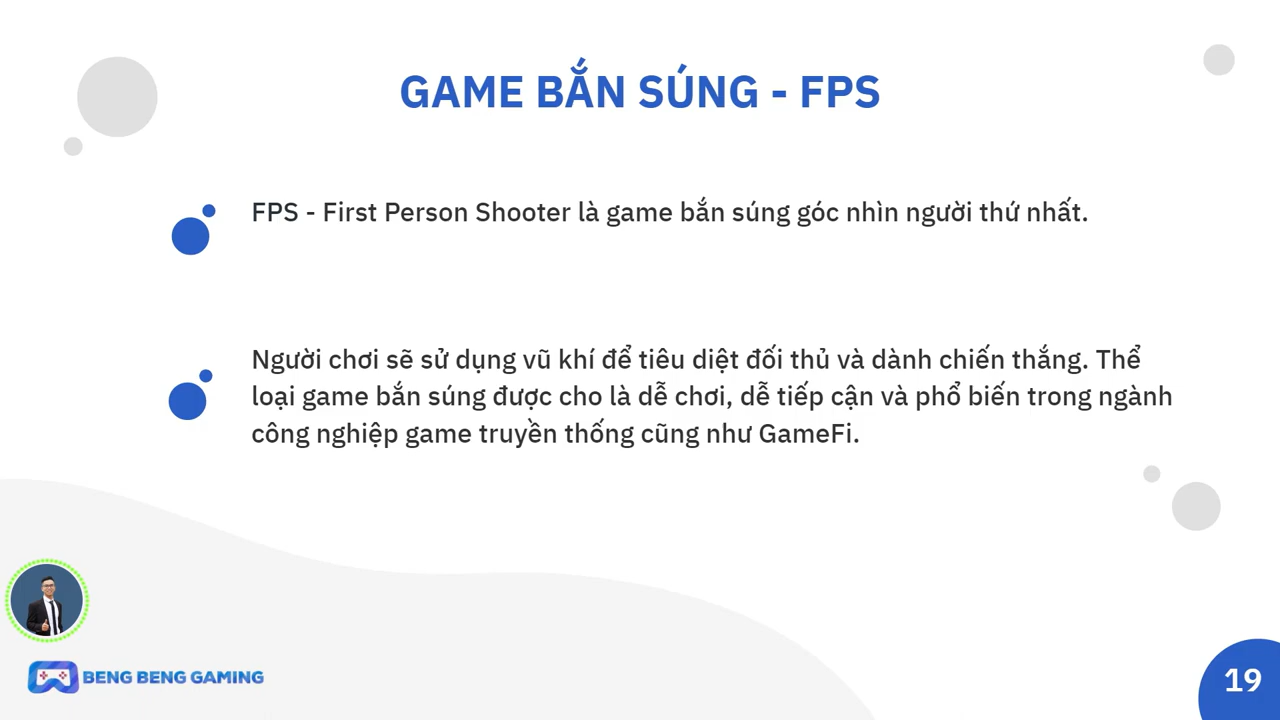 GAME BẮN SÚNG - FPS
FPS - First Person Shooter là game bắn súng góc nhìn người thứ nhất.
Người chơi sẽ sử dụng vũ khí để tiêu diệt đối thủ và dành chiến thắng. Thể
loại game bắn súng được cho là dễ chơi, dễ tiếp cận và phổ biến trong ngành
công nghiệp game truyền thống cũng như GameFi.
BENG BENG GAMING
19